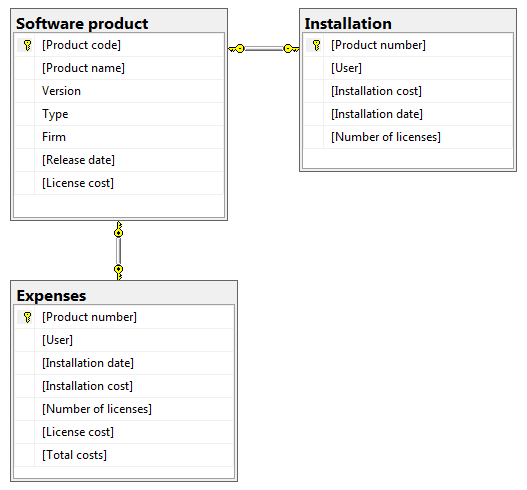 Software product
[Product code]
[Product name]
Version
Type
Firm
[Release date]
[License cost]
Installation
[Product number]
[User]
[Installation cost]
[Installation date]
[Number of licenses]
Expenses
[Product number]
[User]
[Installation date]
[Installation cost]
[Number of licenses]
[License cost]
[Total costs]